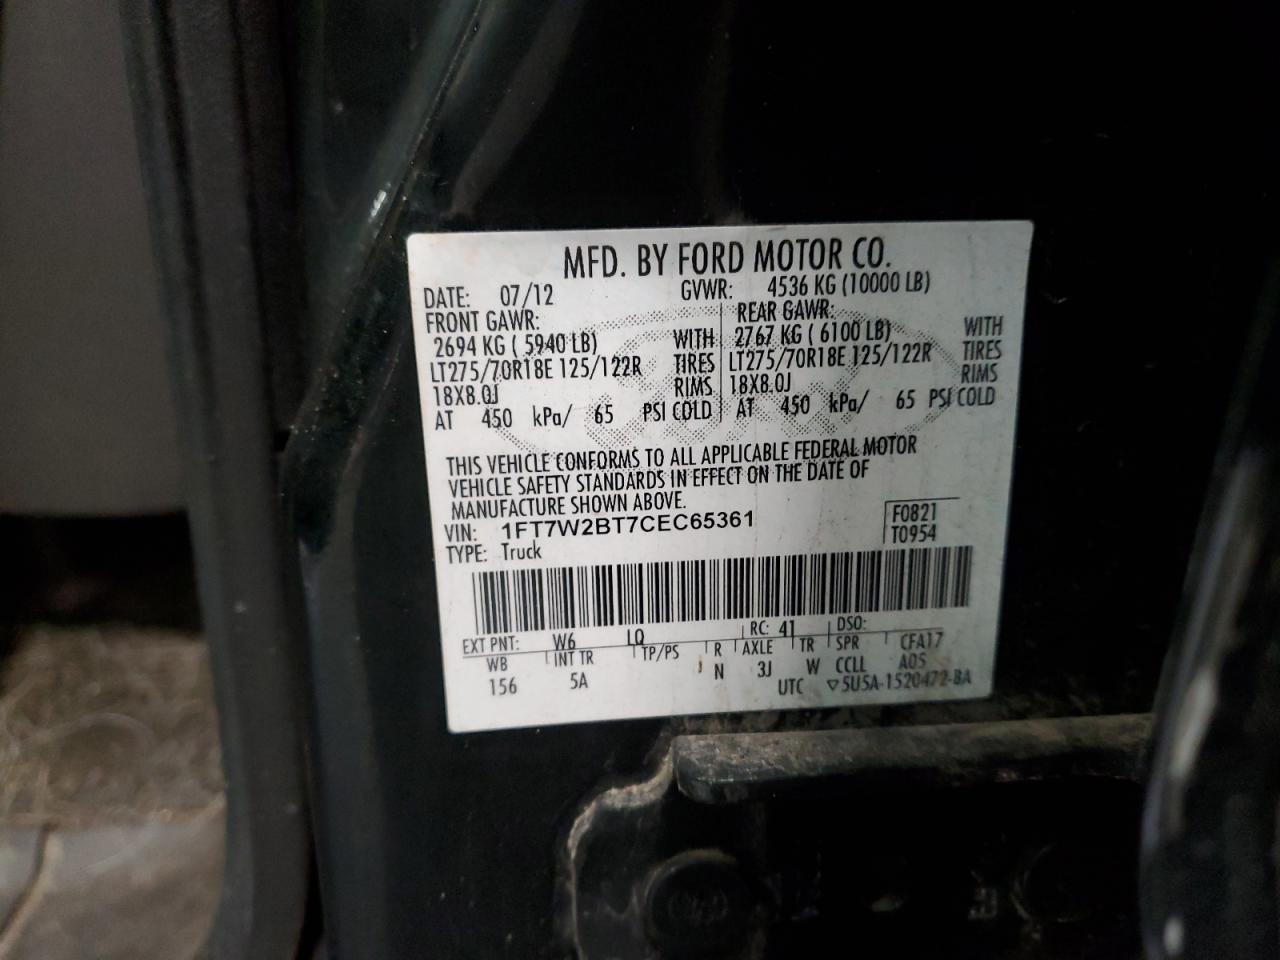 MFD. BY FORD MOTOR CO.
DATE: 07/12 GVWR: 4536 KG (10000 LB)
FRONT GAWR: REAR GAWR:
2694 KG ( 5940 LB) WITH 2767 KG ( 6100 LB) WITH
LT275/70R18E 125/122R TIRES LT275/70R18E 125/122R TIRES
18X8.0J RIMS 18X8.0J RIMS
AT 450 kPa/ 65 PSI COLD AT 450 kPa/ 65 PSI COLD
THIS VEHICLE CONFORMS TO ALL APPLICABLE FEDERAL MOTOR
VEHICLE SAFETY STANDARDS IN EFFECT ON THE DATE OF
MANUFACTURE SHOWN ABOVE.
VIN: 1FT7W2BT7CEC65361 F0821
TYPE: Truck T0954
EXT PNT: W6 LQ RC: 41 DSO:
WB INT TR TP/PS R AXLE TR SPR CFA17
156 5A N 3J W CCLL A05
UTC ▽5U5A-1520472-BA